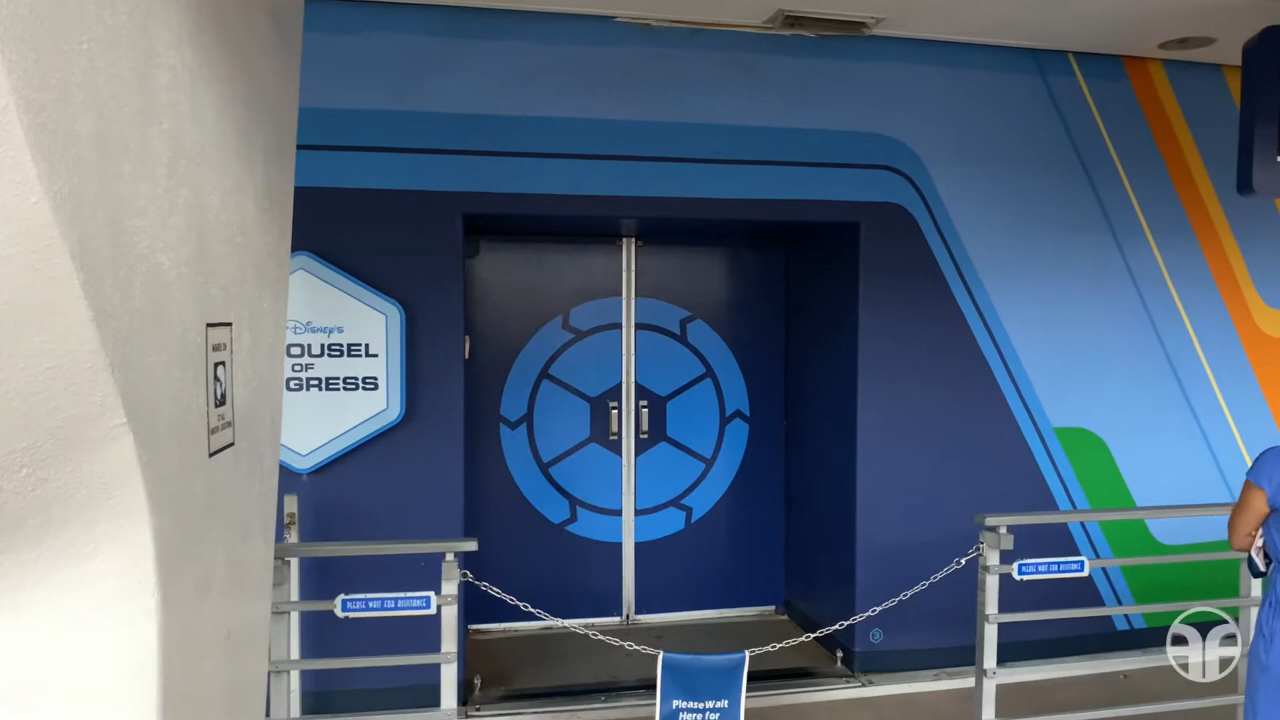 Disney's
OUSEL
OF
GRESS
PLEASE WAIT FOR ASSISTANCE
PLEASE WAIT FOR ASSISTANCE
Please Wait
Here for